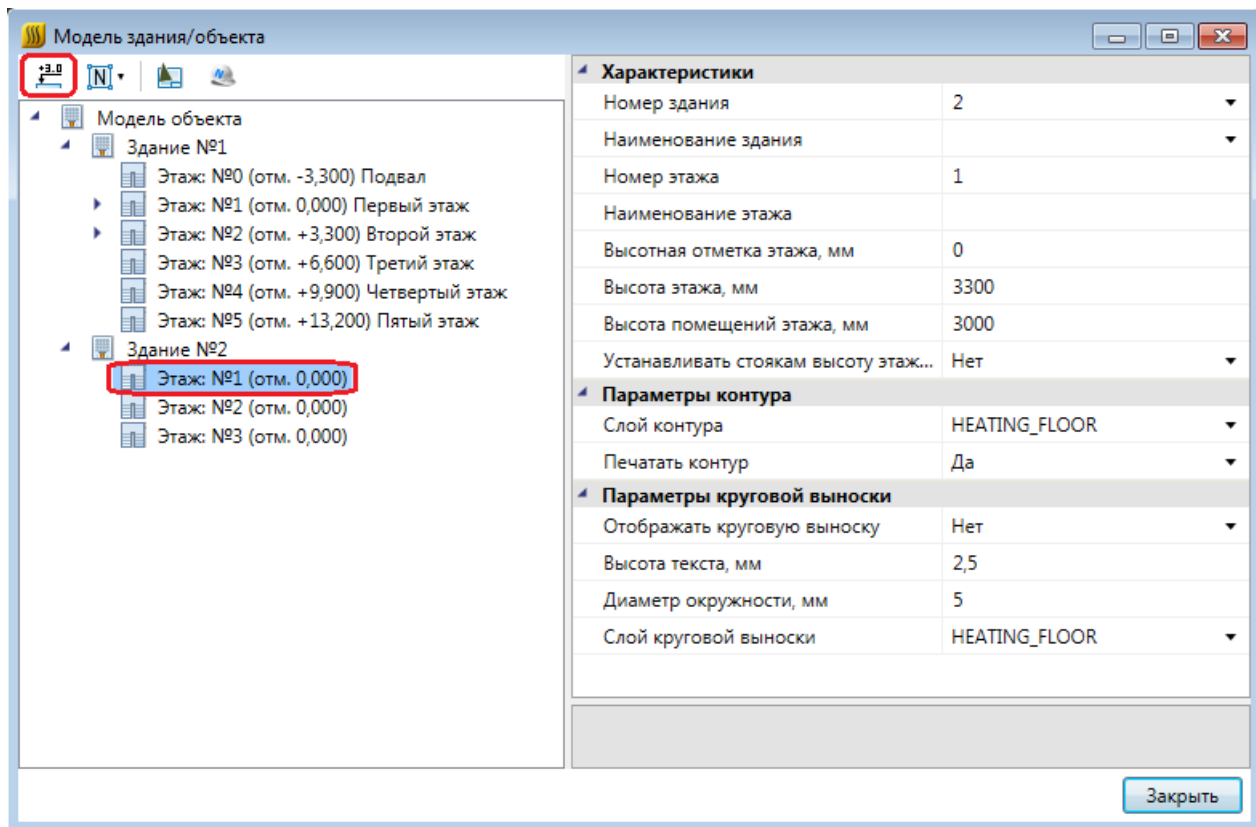 Модель здания/объекта
+3.0
N
Модель объекта
Здание №1
Этаж: №0 (отм. -3,300) Подвал
Этаж: №1 (отм. 0,000) Первый этаж
Этаж: №2 (отм. +3,300) Второй этаж
Этаж: №3 (отм. +6,600) Третий этаж
Этаж: №4 (отм. +9,900) Четвертый этаж
Этаж: №5 (отм. +13,200) Пятый этаж
Здание №2
Этаж: №1 (отм. 0,000)
Этаж: №2 (отм. 0,000)
Этаж: №3 (отм. 0,000)
Характеристики
Номер здания 2
Наименование здания
Номер этажа 1
Наименование этажа
Высотная отметка этажа, мм 0
Высота этажа, мм 3300
Высота помещений этажа, мм 3000
Устанавливать стоякам высоту этаж... Нет
Параметры контура
Слой контура HEATING_FLOOR
Печатать контур Да
Параметры круговой выноски
Отображать круговую выноску Нет
Высота текста, мм 2,5
Диаметр окружности, мм 5
Слой круговой выноски HEATING_FLOOR
Закрыть